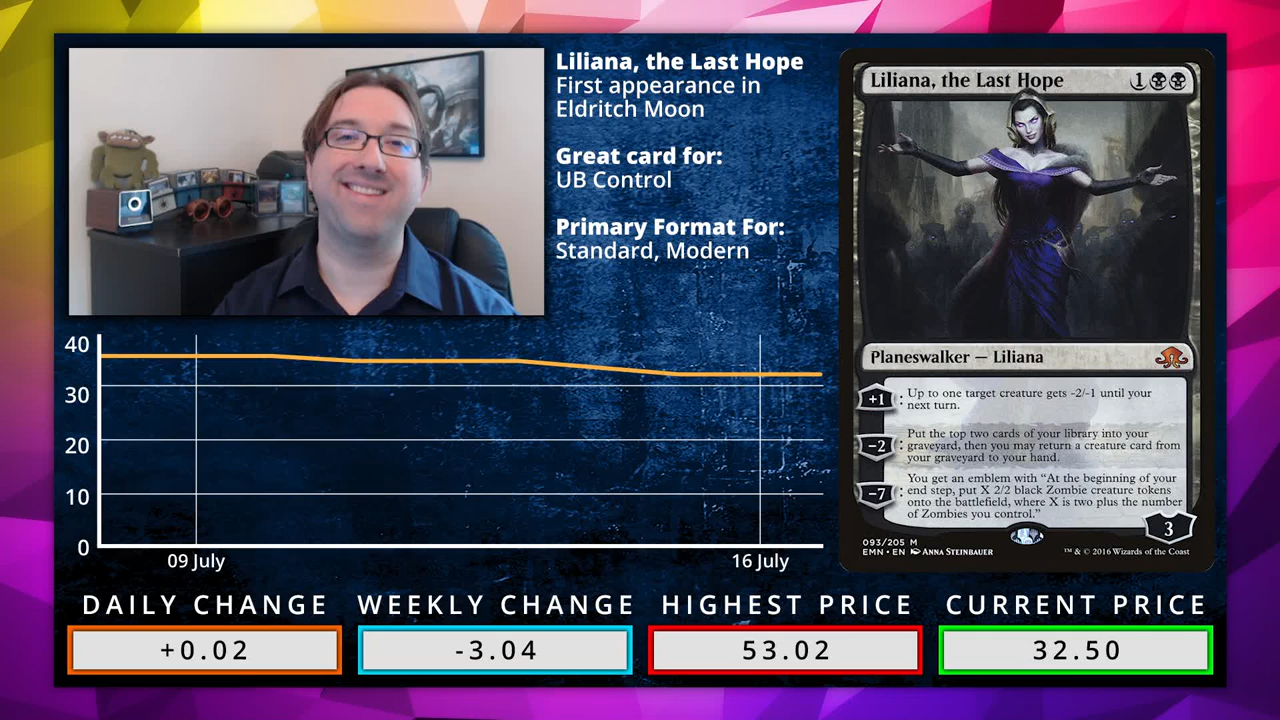 Liliana, the Last Hope
First appearance in
Eldritch Moon
Great card for:
UB Control
Primary Format For:
Standard, Modern
Liliana, the Last Hope 1
Planeswalker — Liliana
+1 : Up to one target creature gets -2/-1 until your
next turn.
-2 : Put the top two cards of your library into your
graveyard, then you may return a creature card from
your graveyard to your hand.
-7 : You get an emblem with “At the beginning of your
end step, put X 2/2 black Zombie creature tokens
onto the battlefield, where X is two plus the number
of Zombies you control.”
3
093/205 M
EMN • EN Anna Steinbauer
™ & © 2016 Wizards of the Coast
40
30
20
10
0
09 July
16 July
DAILY CHANGE
WEEKLY CHANGE
HIGHEST PRICE
CURRENT PRICE
+0.02
-3.04
53.02
32.50